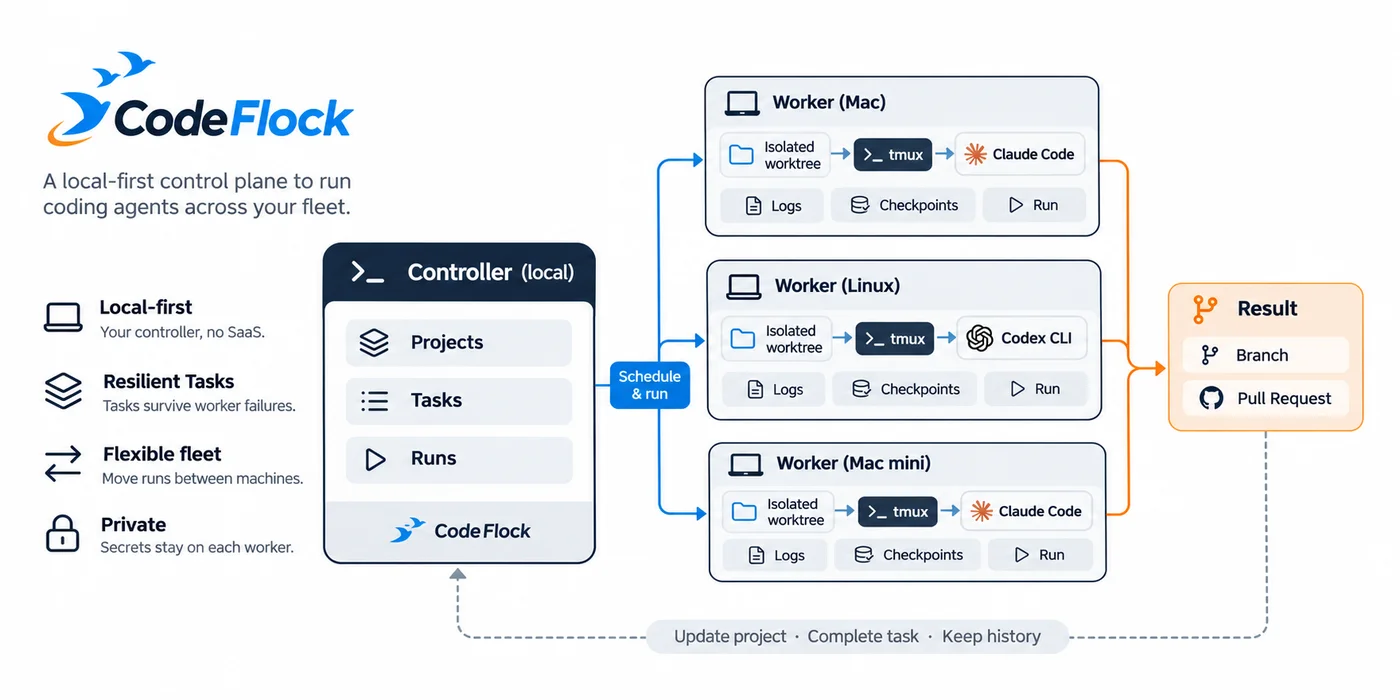 CodeFlock
A local-first control plane to run
coding agents across your fleet.
Local-first
Your controller, no SaaS.
Resilient Tasks
Tasks survive worker failures.
Flexible fleet
Move runs between machines.
Private
Secrets stay on each worker.
Controller (local)
Projects
Tasks
Runs
CodeFlock
Schedule
& run
Worker (Mac)
Isolated
worktree
>_ tmux
Claude Code
Logs
Checkpoints
Run
Worker (Linux)
Isolated
worktree
>_ tmux
Codex CLI
Logs
Checkpoints
Run
Worker (Mac mini)
Isolated
worktree
>_ tmux
Claude Code
Logs
Checkpoints
Run
Result
Branch
Pull Request
Update project · Complete task · Keep history